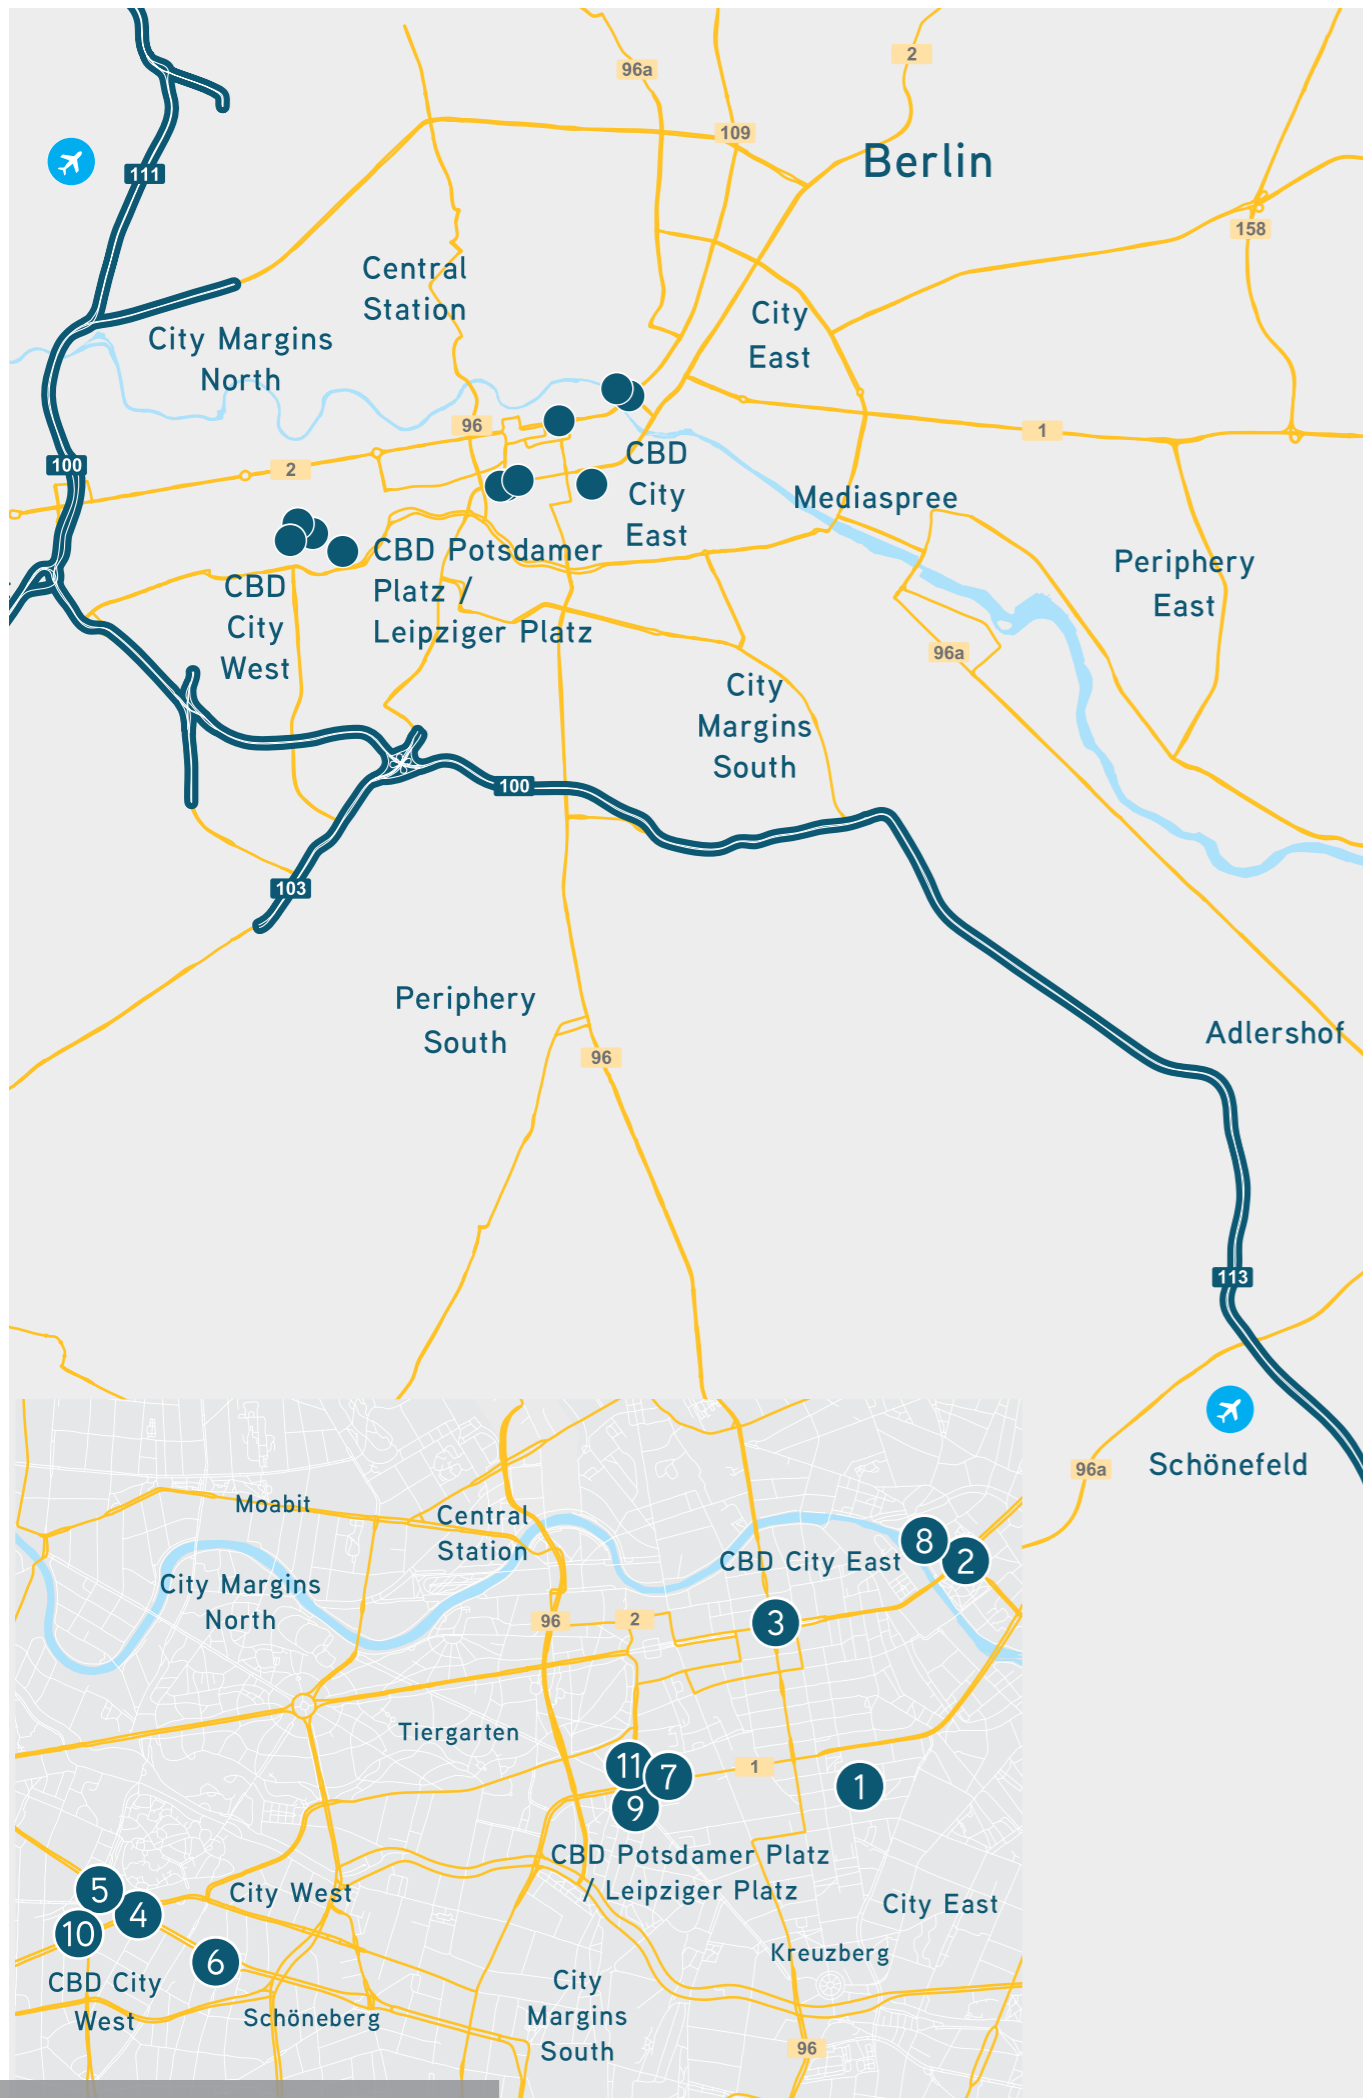 96a
2
109
Berlin
111
158
Central
Station
City
East
City Margins
North
96
1
100
2
CBD
City
East
Mediaspree
CBD Potsdamer
Platz /
Leipziger Platz
Periphery
East
CBD
City
West
96a
City
Margins
South
100
103
Periphery
South
96
Adlershof
113
Schönefeld
96a
Moabit
Central
Station
CBD City East
8
2
City Margins
North
96
2
3
Tiergarten
11
7
1
1
9
CBD Potsdamer Platz
/ Leipziger Platz
5
4
City West
City East
10
6
Kreuzberg
CBD City
West
Schöneberg
City
Margins
South
96